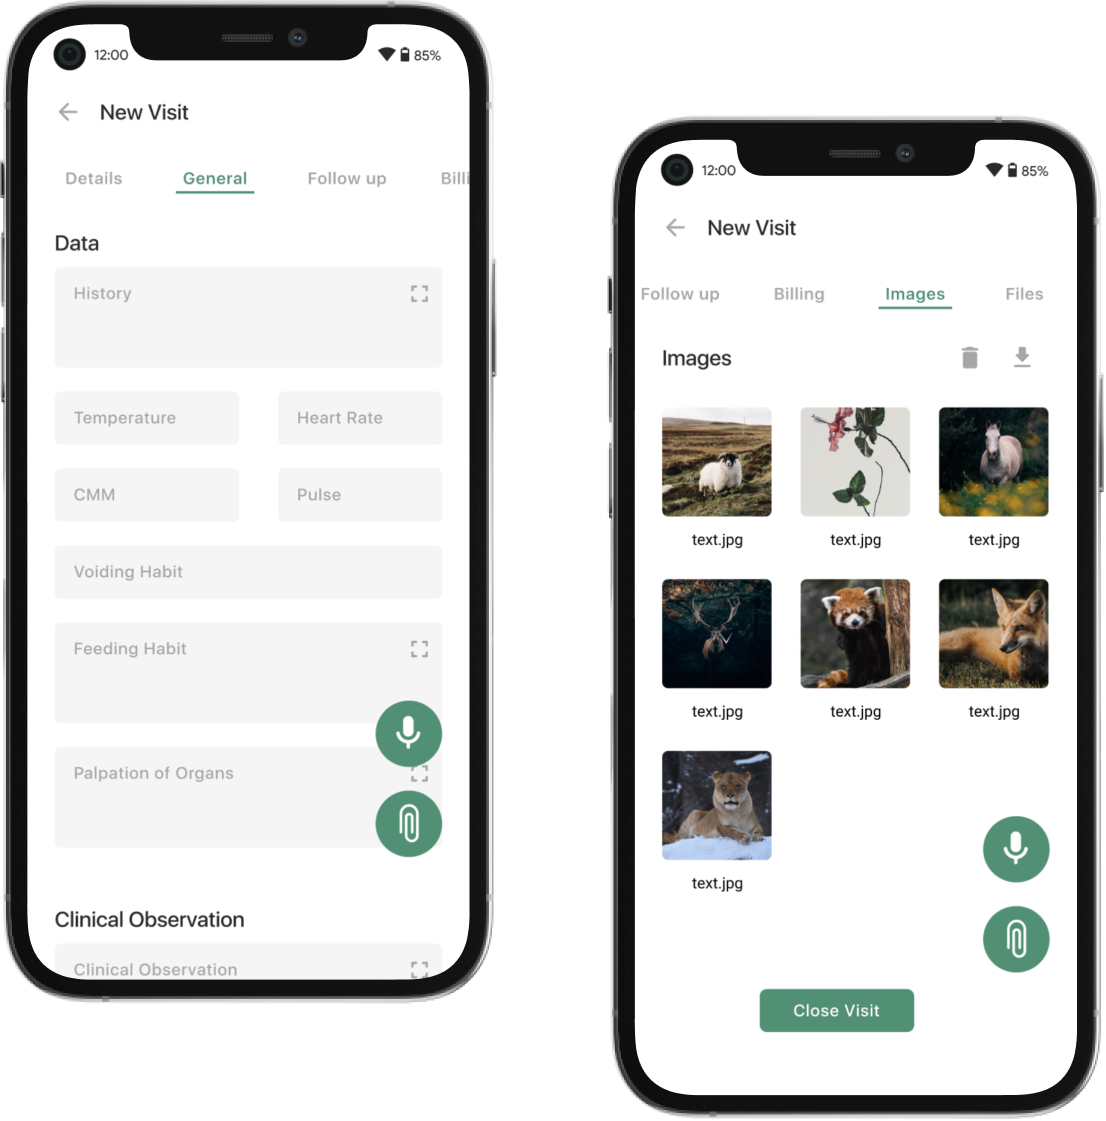 12:00
85%
New Visit
Details General Follow up Billi
Data
History
Temperature Heart Rate
CMM Pulse
Voiding Habit
Feeding Habit
Palpation of Organs
Clinical Observation
Clinical Observation
12:00
85%
New Visit
Follow up Billing Images Files
Images
text.jpg text.jpg text.jpg
text.jpg text.jpg text.jpg
text.jpg
Close Visit